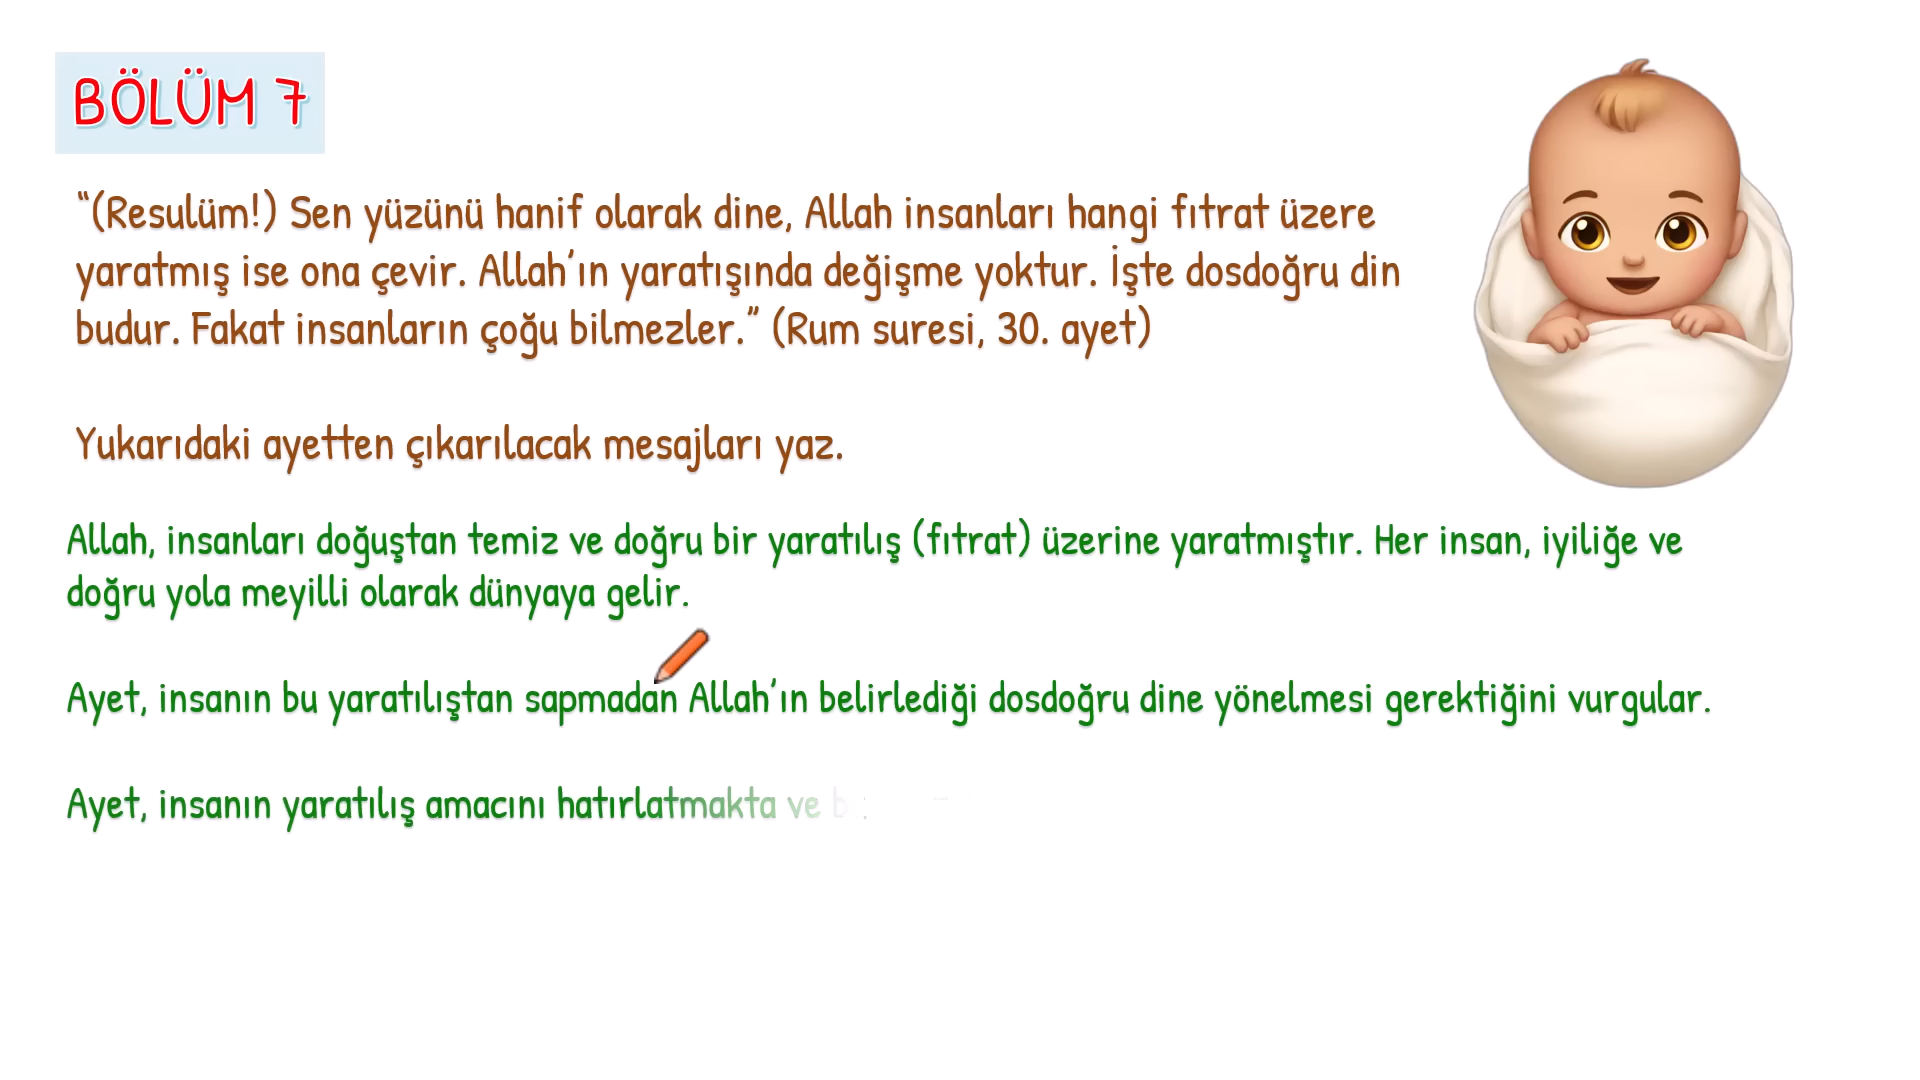 BÖLÜM 7
“(Resulüm!) Sen yüzünü hanif olarak dine, Allah insanları hangi fıtrat üzere
yaratmış ise ona çevir. Allah’ın yaratışında değişme yoktur. İşte dosdoğru din
budur. Fakat insanların çoğu bilmezler.” (Rum suresi, 30. ayet)
Yukarıdaki ayetten çıkarılacak mesajları yaz.
Allah, insanları doğuştan temiz ve doğru bir yaratılış (fıtrat) üzerine yaratmıştır. Her insan, iyiliğe ve
doğru yola meyilli olarak dünyaya gelir.
Ayet, insanın bu yaratılıştan sapmadan Allah’ın belirlediği dosdoğru dine yönelmesi gerektiğini vurgular.
Ayet, insanın yaratılış amacını hatırlatmakta ve